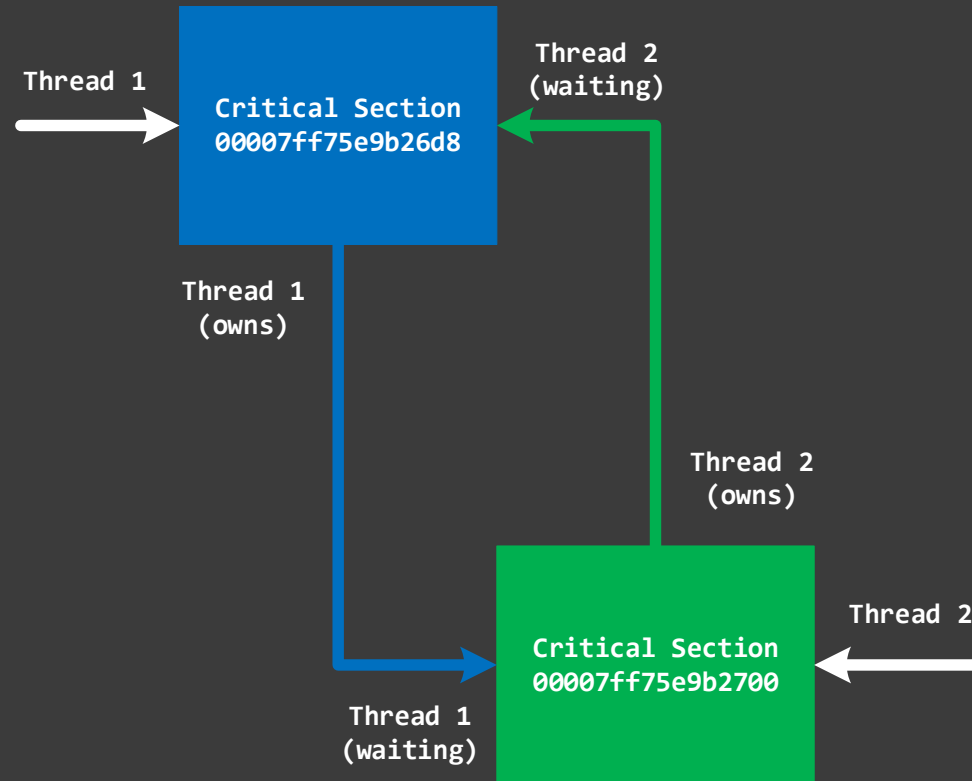 Thread 1
Critical Section
00007ff75e9b26d8
Thread 2
(waiting)
Thread 1
(owns)
Thread 2
(owns)
Critical Section
00007ff75e9b2700
Thread 2
Thread 1
(waiting)